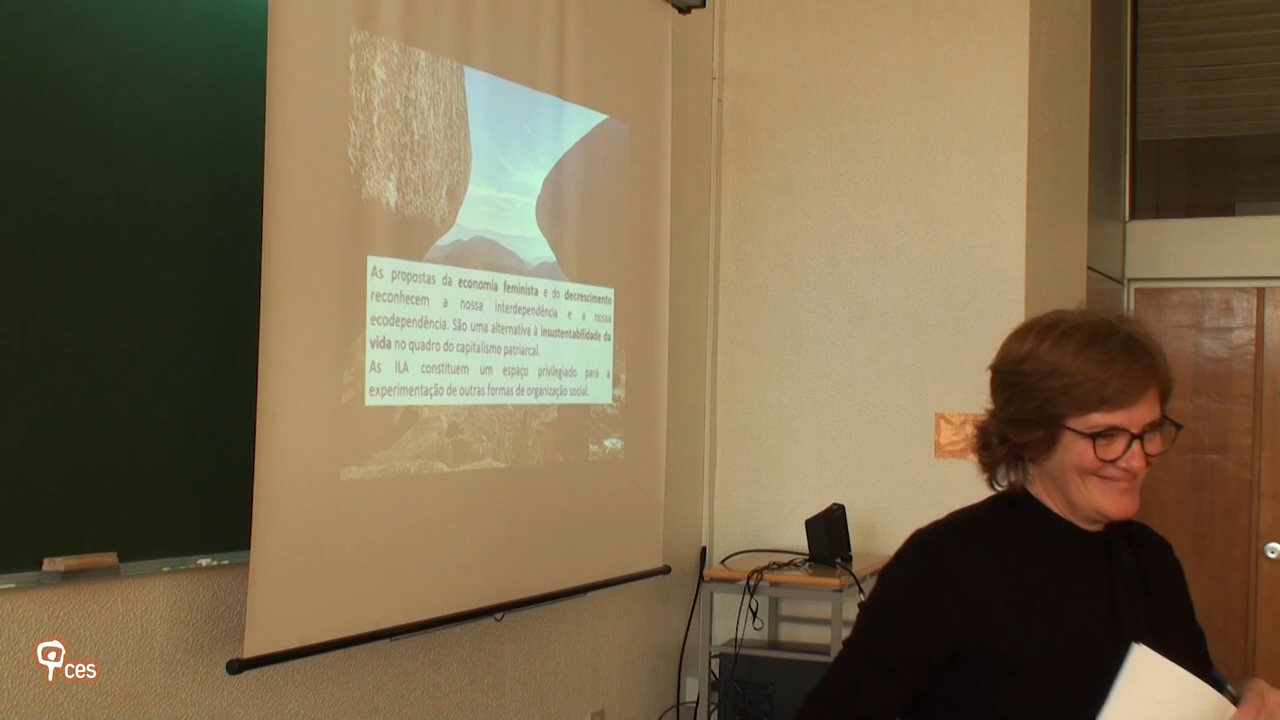 As propostas da economia feminista e do decrescimento
reconhecem a nossa interdependência e a nossa
ecodependência. São uma alternativa à insustentabilidade da
vida no quadro do capitalismo patriarcal.
As ILA constituem um espaço privilegiado para a
experimentação de outras formas de organização social.
ces